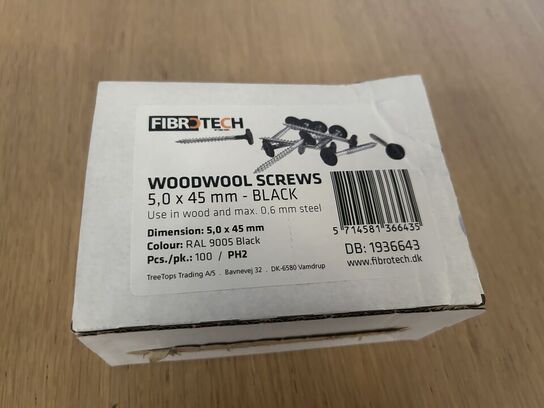 FIBROTECH
WOODWOOL SCREWS
5,0 x 45 mm - BLACK
Use in wood and max. 0,6 mm steel
Dimension: 5,0 x 45 mm
Colour: RAL 9005 Black
Pcs./pk.: 100 / PH2
TreeTops Trading A/S . Bavnevej 32 . DK-6580 Vamdrup
5 714581 366435
DB: 1936643
www.fibrotech.dk